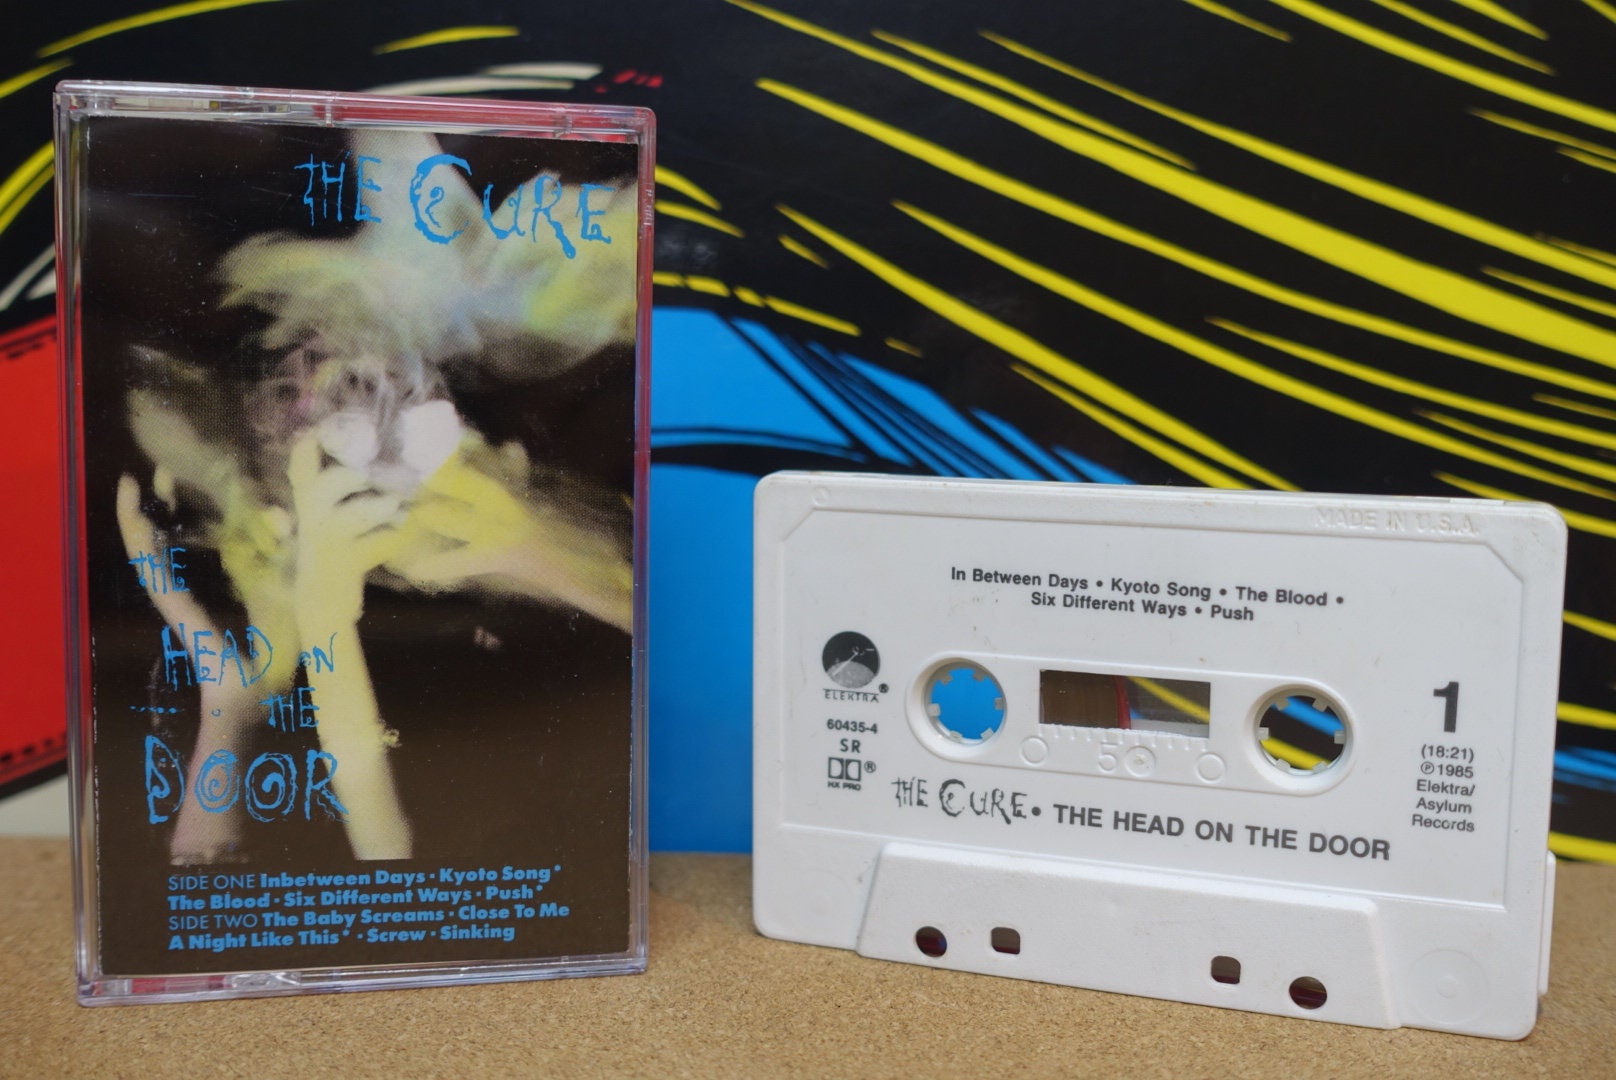 THE CURE
THE
HEAD ON
THE
DOOR
SIDE ONE Inbetween Days · Kyoto Song*
The Blood · Six Different Ways · Push*
SIDE TWO The Baby Screams · Close To Me
A Night Like This* · Screw · Sinking
MADE IN U.S.A.
In Between Days • Kyoto Song • The Blood •
Six Different Ways • Push
ELEKTRA®
60435-4
SR
®
HX PRO
50
1
(18:21)
℗1985
Elektra/
Asylum
Records
THE CURE • THE HEAD ON THE DOOR